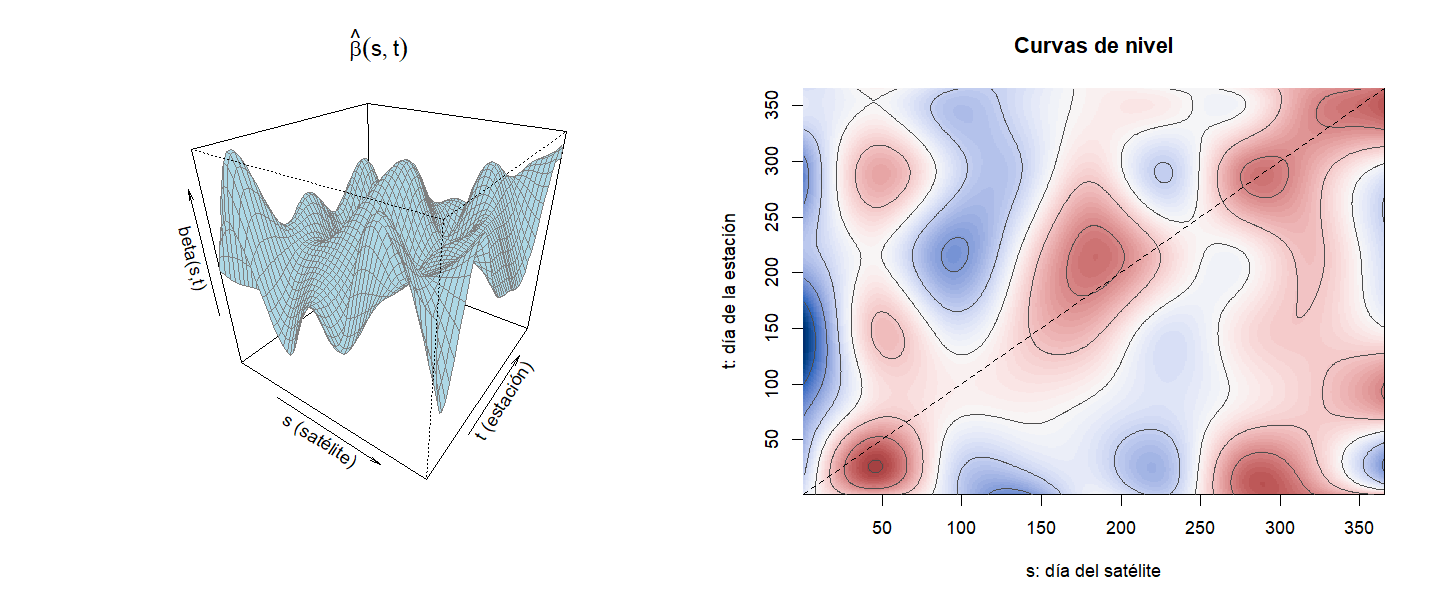 β̂(s, t)
beta(s,t)
s (satélite)
t (estación)
Curvas de nivel
t: día de la estación
350
300
250
200
150
100
50
50 100 150 200 250 300 350
s: día del satélite